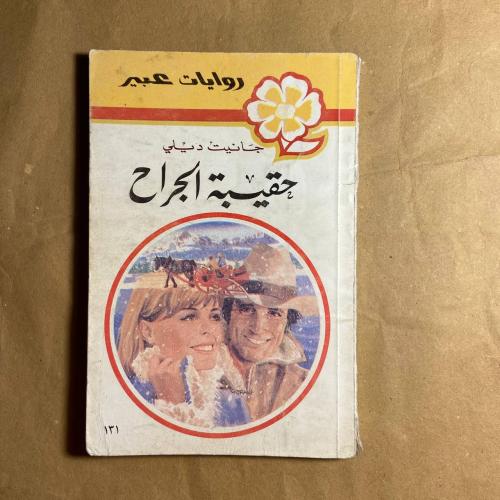 روايات عبير
جانيت ديلي
حقيبة الجراح
١٣١